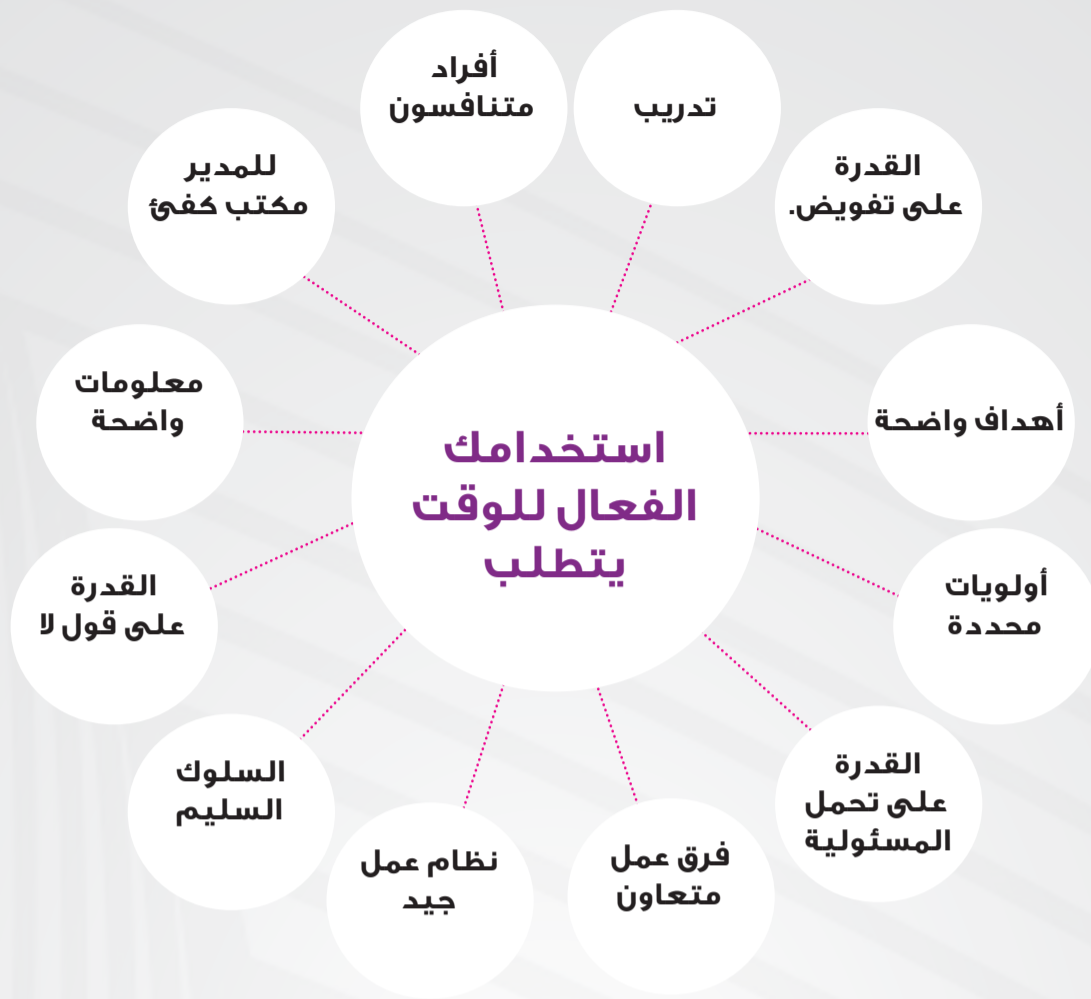 استخدامك
الفعال للوقت
يتطلب
تدريب
القدرة
على تفويض.
أهداف واضحة
أولويات
محددة
القدرة
على تحمل
المسئولية
فرق عمل
متعاون
نظام عمل
جيد
السلوك
السليم
القدرة
على قول لا
معلومات
واضحة
للمدير
مكتب كفئ
أفراد
متنافسون